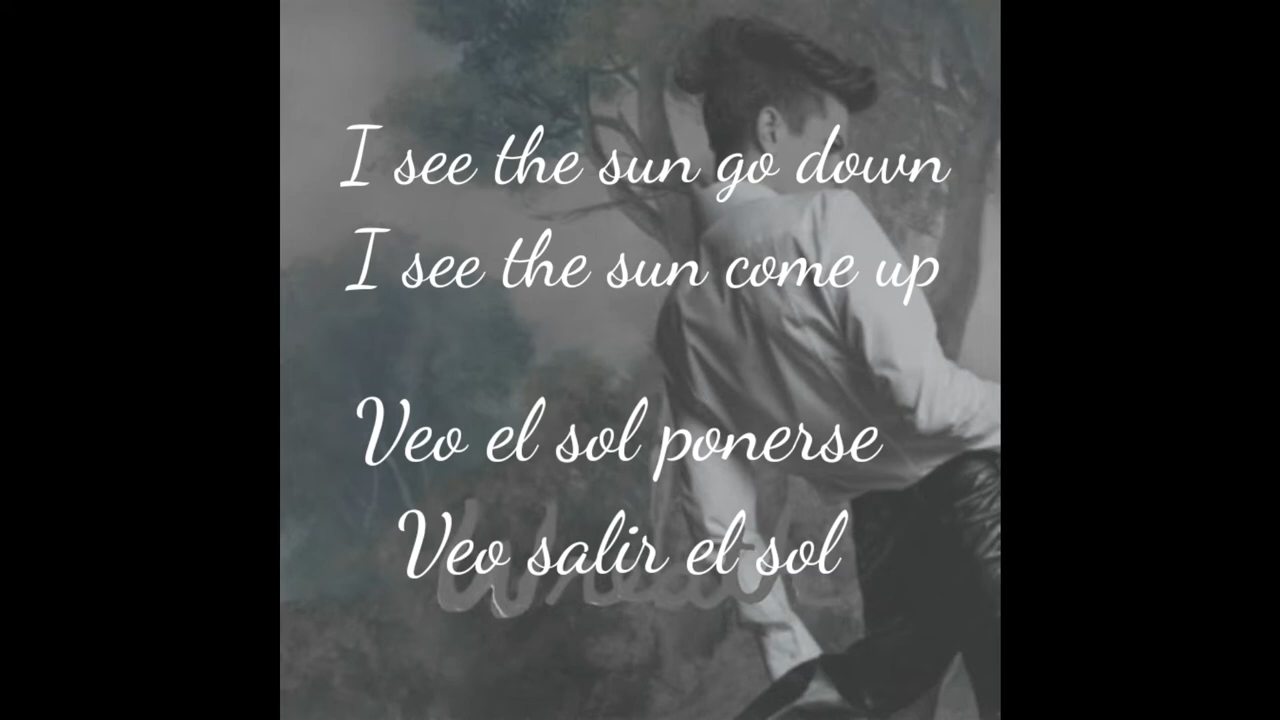 I see the sun go down
I see the sun come up
Veo el sol ponerse
Veo salir el sol